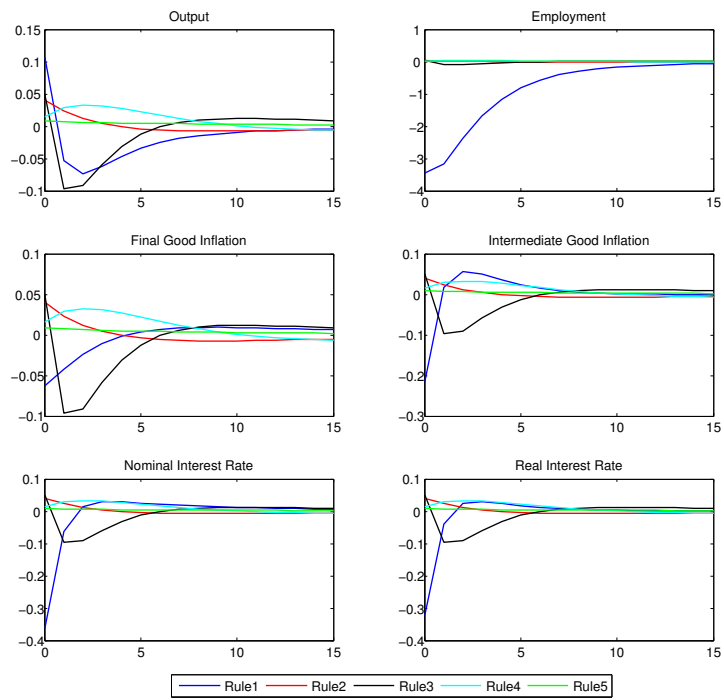 Output
0.15
0.1
0.05
0
−0.05
−0.1
0 5 10 15
Employment
1
0
−1
−2
−3
−4
0 5 10 15
Final Good Inflation
0.1
0.05
0
−0.05
−0.1
0 5 10 15
Intermediate Good Inflation
0.1
0
−0.1
−0.2
−0.3
0 5 10 15
Nominal Interest Rate
0.1
0
−0.1
−0.2
−0.3
−0.4
0 5 10 15
Real Interest Rate
0.1
0
−0.1
−0.2
−0.3
−0.4
0 5 10 15
Rule1 Rule2 Rule3 Rule4 Rule5